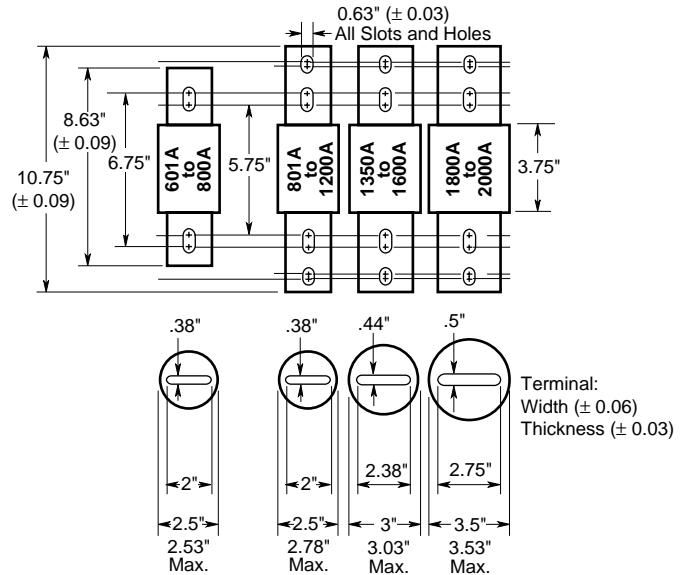 0.63" (± 0.03)
All Slots and Holes
8.63"
(± 0.09)
10.75"
(± 0.09)
6.75"
5.75"
3.75"
601A
to
800A
801A
to
1200A
1350A
to
1600A
1800A
to
2000A
.38"
.38"
.44"
.5"
Terminal:
Width (± 0.06)
Thickness (± 0.03)
2"
2"
2.38"
2.75"
2.5"
2.5"
3"
3.5"
2.53"
2.78"
3.03"
3.53"
Max.
Max.
Max.
Max.